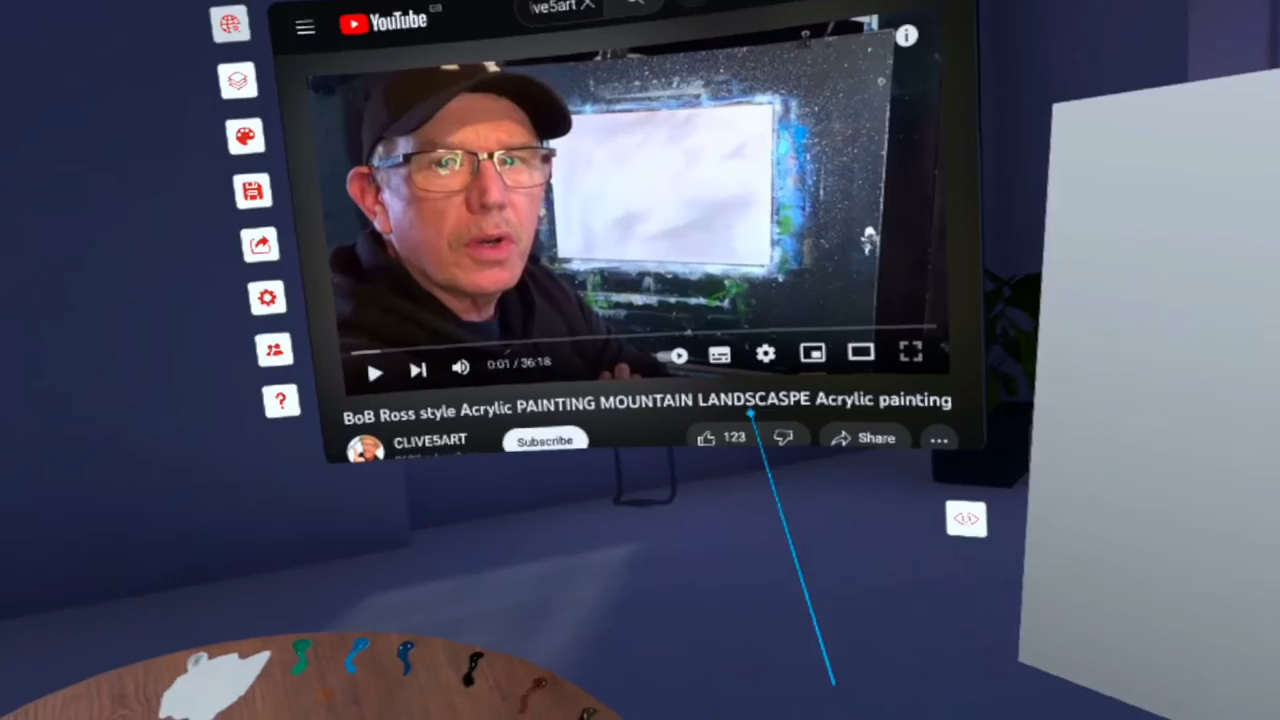 YouTube GB
ive5art
0:01 / 36:18
BoB Ross style Acrylic PAINTING MOUNTAIN LANDSCASPE Acrylic painting
CLIVE5ART
Subscribe
123
Share
?